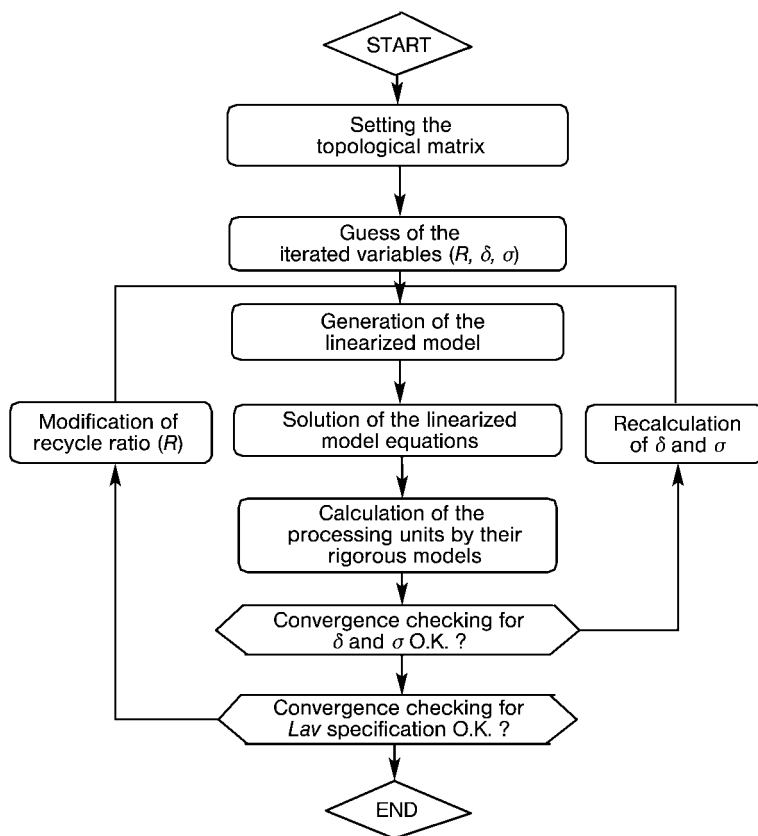 START
Setting the
topological matrix
Guess of the
iterated variables (R, δ, σ)
Generation of the
linearized model
Modification of
recycle ratio (R)
Solution of the linearized
model equations
Recalculation
of δ and σ
Calculation of the
processing units by their
rigorous models
Convergence checking for
δ and σ O.K. ?
Convergence checking for
Lav specification O.K. ?
END